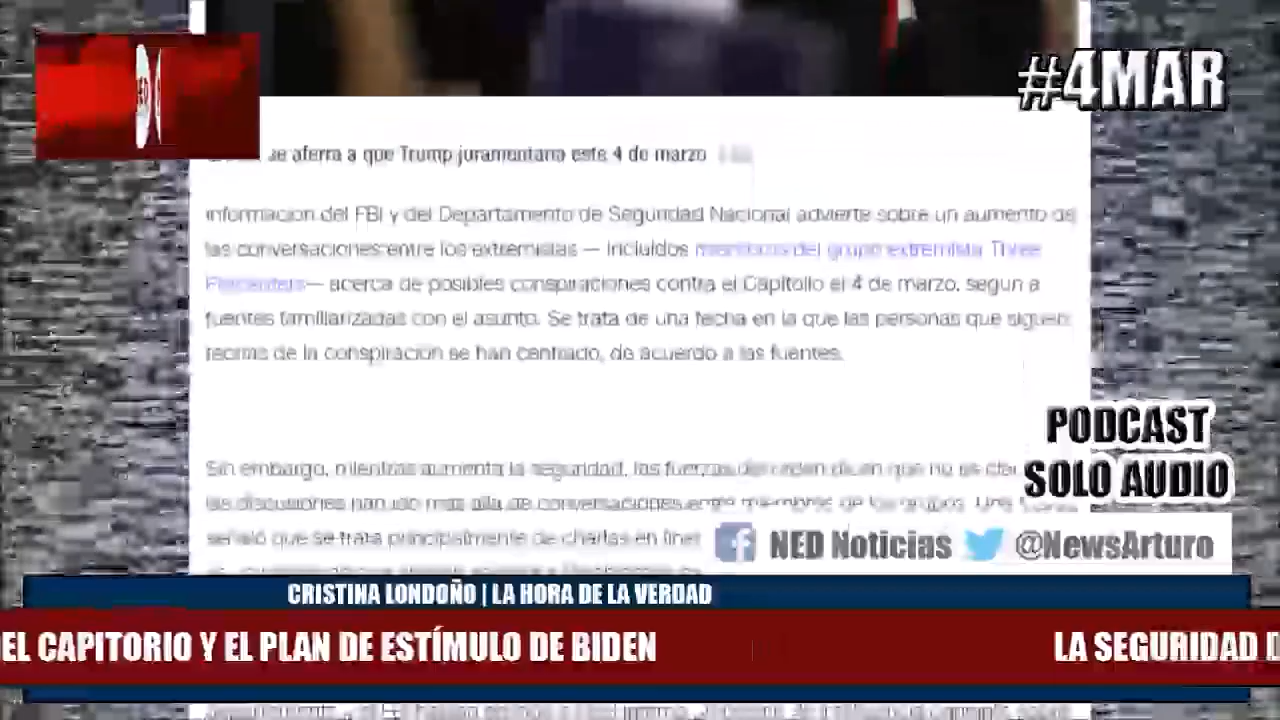 #4MAR
se aferra a que Trump juramentara este 4 de marzo
Informacion del FBI y del Departamento de Seguridad Nacional advierte sobre un aumento de
las conversaciones entre los extremistas — incluidos miembros del grupo extremista Three
Percenters— acerca de posibles conspiraciones contra el Capitolio el 4 de marzo, segun a
fuentes familiarizadas con el asunto. Se trata de una fecha en la que las personas que siguen
de la conspiración se han centrado, de acuerdo a las fuentes.
PODCAST
SOLO AUDIO
Sin embargo, mientras aumenta la seguridad, las fuerzas del orden dicen que no es
las discusiones han ido más alla de conversaciones entre miembros de los grupos. Una
señaló que se trata principalmente de charlas en
NED Noticias @NewsArturo
CRISTINA LONDOÑO | LA HORA DE LA VERDAD
EL CAPITORIO Y EL PLAN DE ESTÍMULO DE BIDEN LA SEGURIDAD D